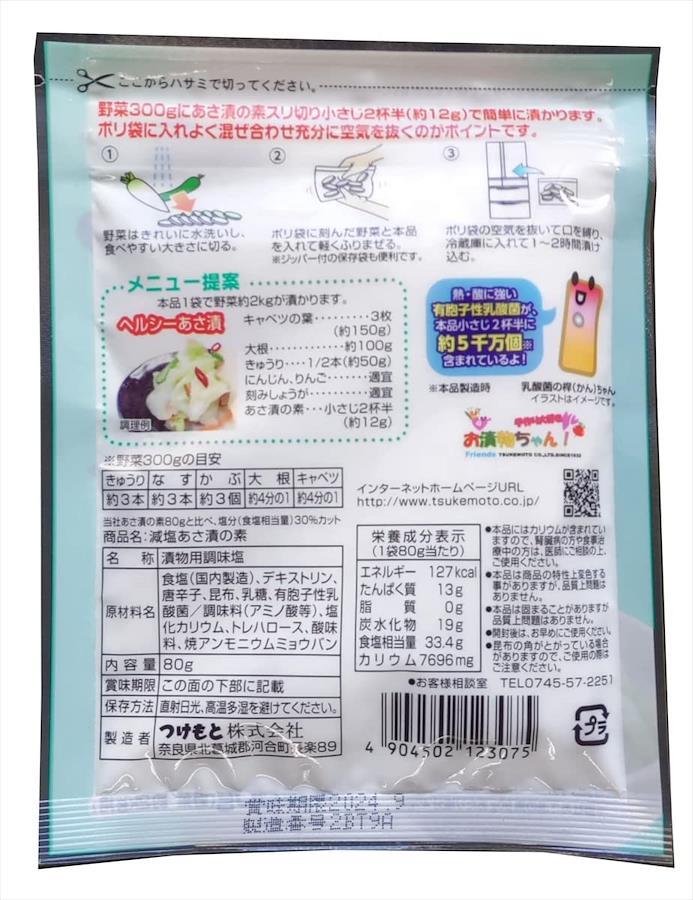 ここからハサミで切ってください。
野菜300gにあさ漬の素スリ切り小さじ2杯半(約12g)で簡単に漬かります。
ポリ袋に入れよく混ぜ合わせ充分に空気を抜くのがポイントです。
①
野菜はきれいに水洗いし、
食べやすい大きさに切る。
②
ポリ袋に刻んだ野菜と本品
を入れて軽くふりまぜる。
※ジッパー付の保存袋も便利です。
③
ポリ袋の空気を抜いて口を縛り、
冷蔵庫に入れて1〜2時間漬け
込む。
メニュー提案
本品1袋で野菜約2kgが漬かります。
ヘルシーあさ漬
調理例
キャベツの葉………3枚
(約150g)
大根………………約100g
きゅうり……1/2本(約50g)
にんじん、りんご……適宜
刻みしょうが…………適宜
あさ漬の素…小さじ2杯半
(約12g)
熱・酸に強い
有胞子性乳酸菌が、
本品小さじ2杯半に
約5千万個※
含まれているよ!
※本品製造時
乳酸菌の桿(かん)ちゃん
イラストはイメージです。
手作り大好き
お漬物ちゃん!
Friends TSUKEMOTO CO.,LTD.SINCE1932
※野菜300gの目安
きゅうり なす かぶ 大根 キャベツ
約3本 約3本 約3個 約4分の1 約4分の1
インターネットホームページURL
http://www.tsukemoto.co.jp/
当社あさ漬の素80gと比べ、塩分(食塩相当量)30%カット
商品名:減塩あさ漬の素
名 称 漬物用調味塩
原材料名 食塩(国内製造)、デキストリン、
唐辛子、昆布、乳糖、有胞子性乳
酸菌/調味料(アミノ酸等)、塩
化カリウム、トレハロース、酸味
料、焼アンモニウムミョウバン
内容量 80g
賞味期限 この面の下部に記載
保存方法 直射日光、高温多湿を避けてください。
製造者 つけもと株式会社
奈良県北葛城郡河合町長楽89
栄養成分表示
(1袋80g当たり)
エネルギー 127kcal
たんぱく質 13g
脂 質 0g
炭水化物 19g
食塩相当量 33.4g
カリウム 7696mg
●本品にはカリウムが含まれてい
ますので、腎臓病の方や食事治
療中の方は、医師にご相談の上、
ご使用ください。
●本品は商品の特性上変色する
事がありますが、品質上問題は
ありません。
●本品は固まることがありますが
品質上問題はありません。
●開封後は、お早めにご使用ください。
●昆布の角がとがっている場合
がありますので、ご使用の際は
ご注意ください。
●お客様相談室 TEL0745-57-2251
4 904502 123075
プラ
賞味期限2024.9
製造番号2BT9A